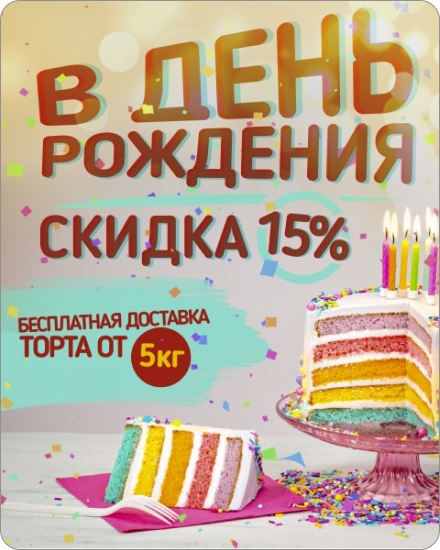 В ДЕНЬ
РОЖДЕНИЯ
СКИДКА 15%
БЕСПЛАТНАЯ ДОСТАВКА
ТОРТА ОТ 5КГ